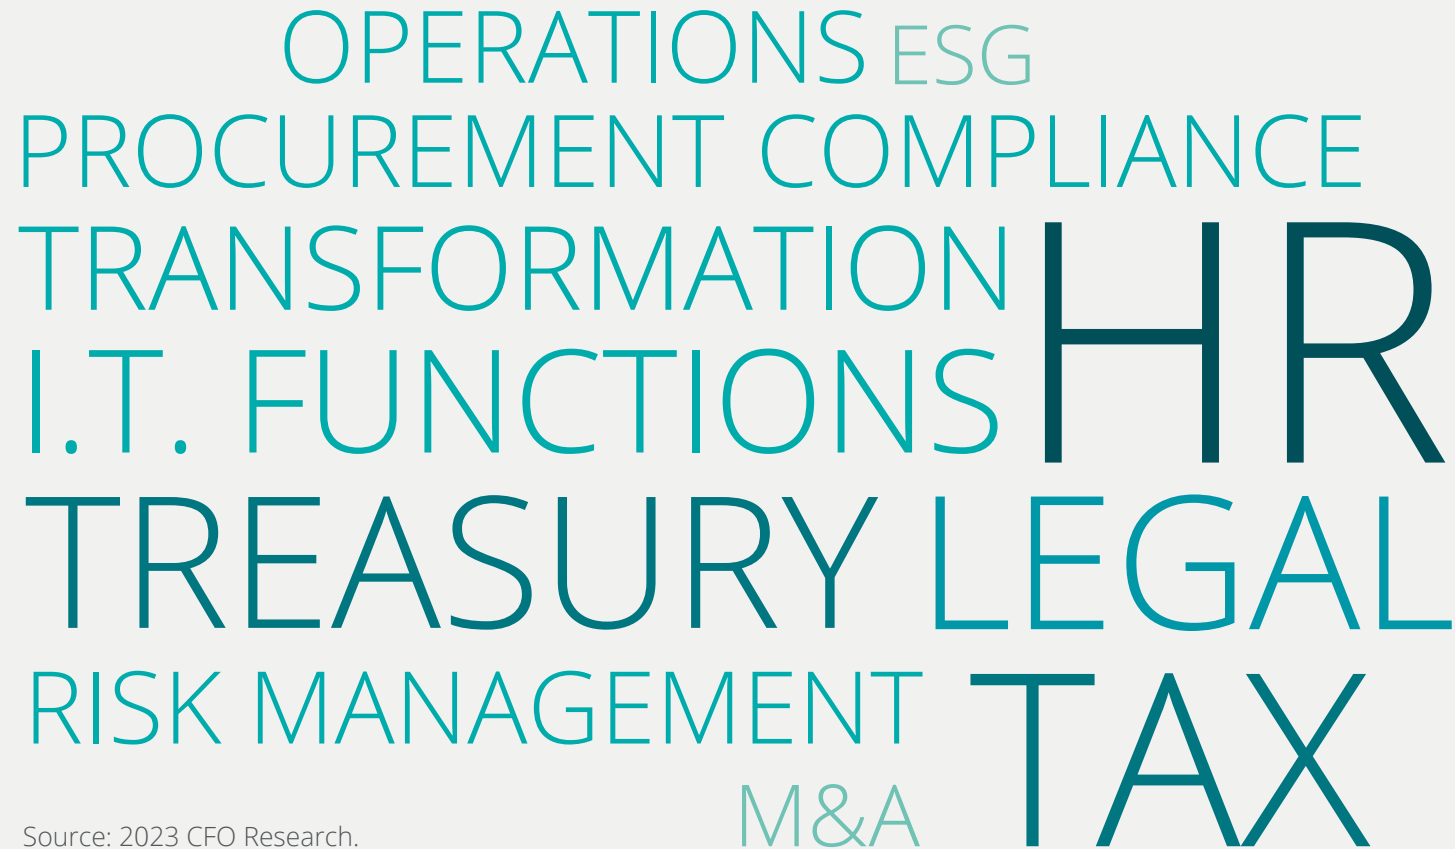 OPERATIONS ESG
PROCUREMENT COMPLIANCE
TRANSFORMATION HR
I.T. FUNCTIONS
TREASURY LEGAL
RISK MANAGEMENT TAX
M&A
Source: 2023 CFO Research.